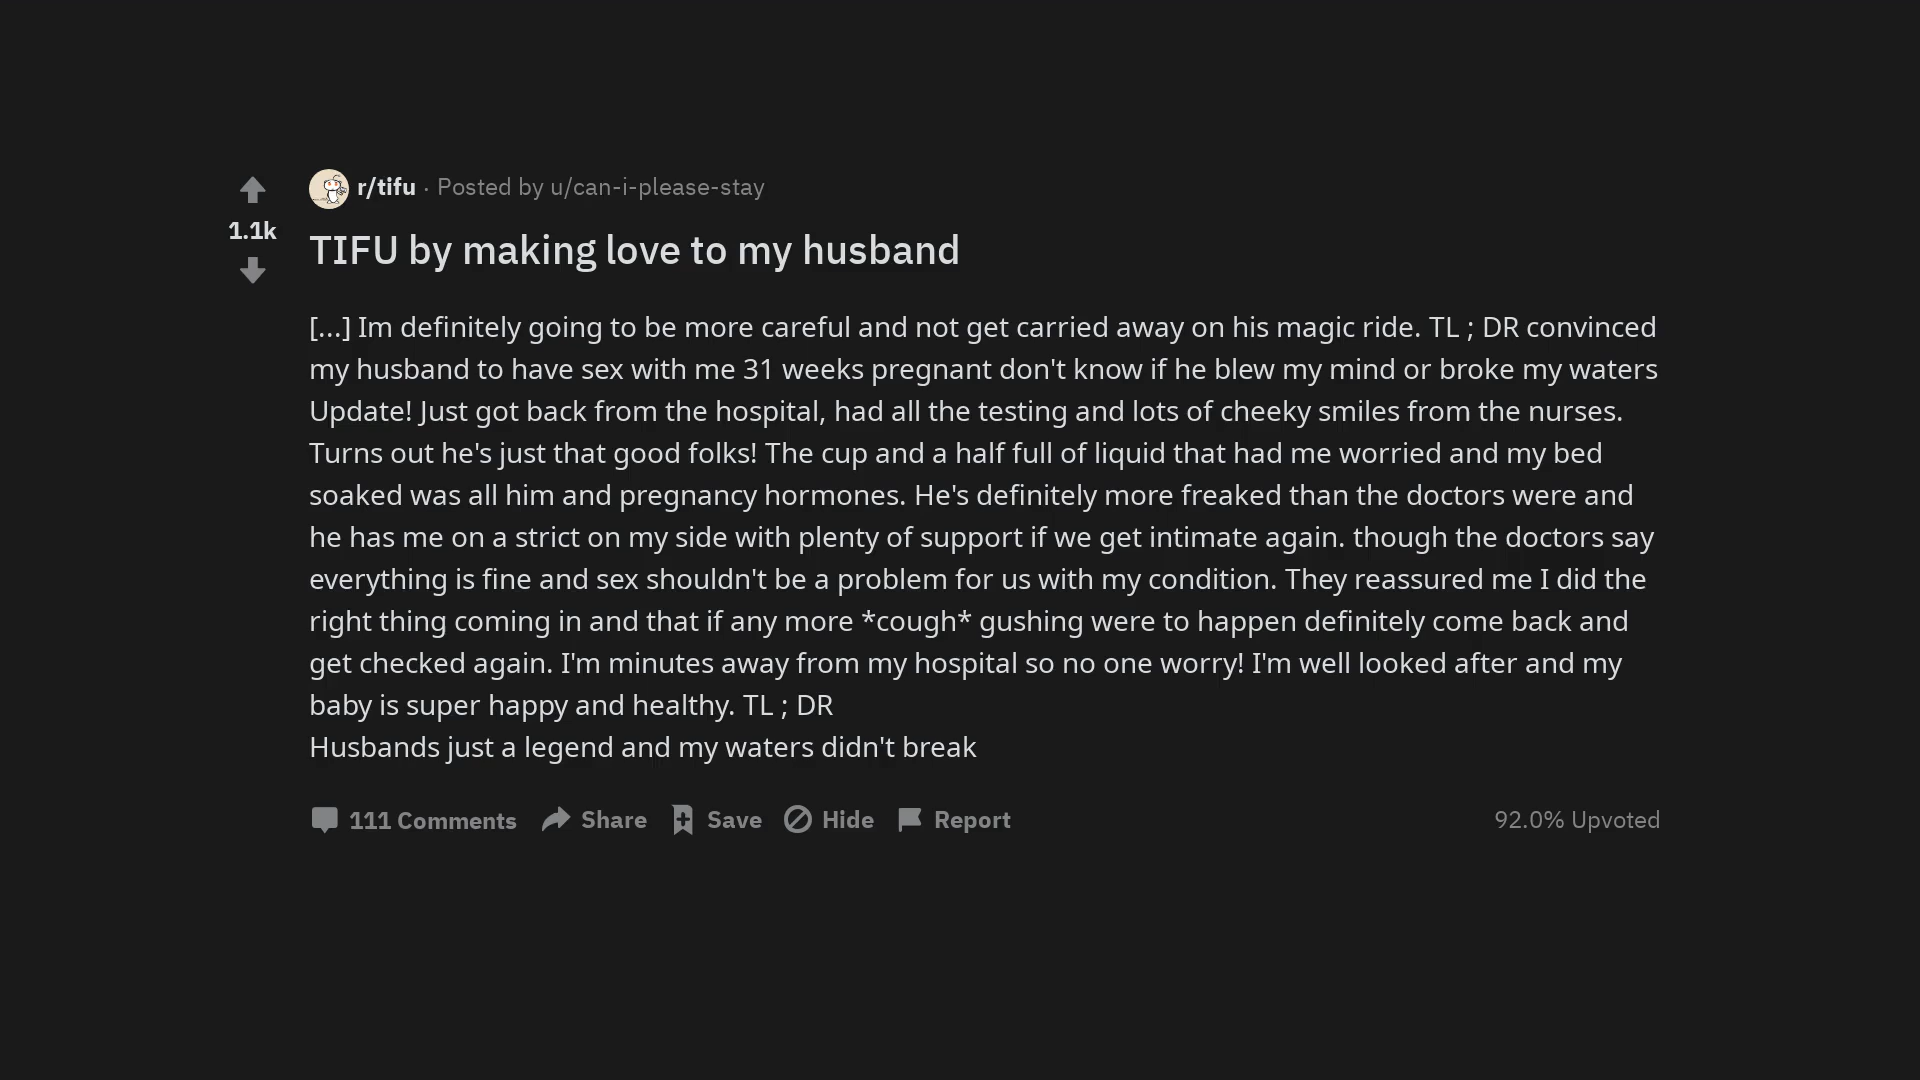 r/tifu · Posted by u/can-i-please-stay
1.1k
TIFU by making love to my husband
[...] Im definitely going to be more careful and not get carried away on his magic ride. TL ; DR convinced
my husband to have sex with me 31 weeks pregnant don't know if he blew my mind or broke my waters
Update! Just got back from the hospital, had all the testing and lots of cheeky smiles from the nurses.
Turns out he's just that good folks! The cup and a half full of liquid that had me worried and my bed
soaked was all him and pregnancy hormones. He's definitely more freaked than the doctors were and
he has me on a strict on my side with plenty of support if we get intimate again. though the doctors say
everything is fine and sex shouldn't be a problem for us with my condition. They reassured me I did the
right thing coming in and that if any more *cough* gushing were to happen definitely come back and
get checked again. I'm minutes away from my hospital so no one worry! I'm well looked after and my
baby is super happy and healthy. TL ; DR
Husbands just a legend and my waters didn't break
111 Comments Share Save Hide Report 92.0% Upvoted